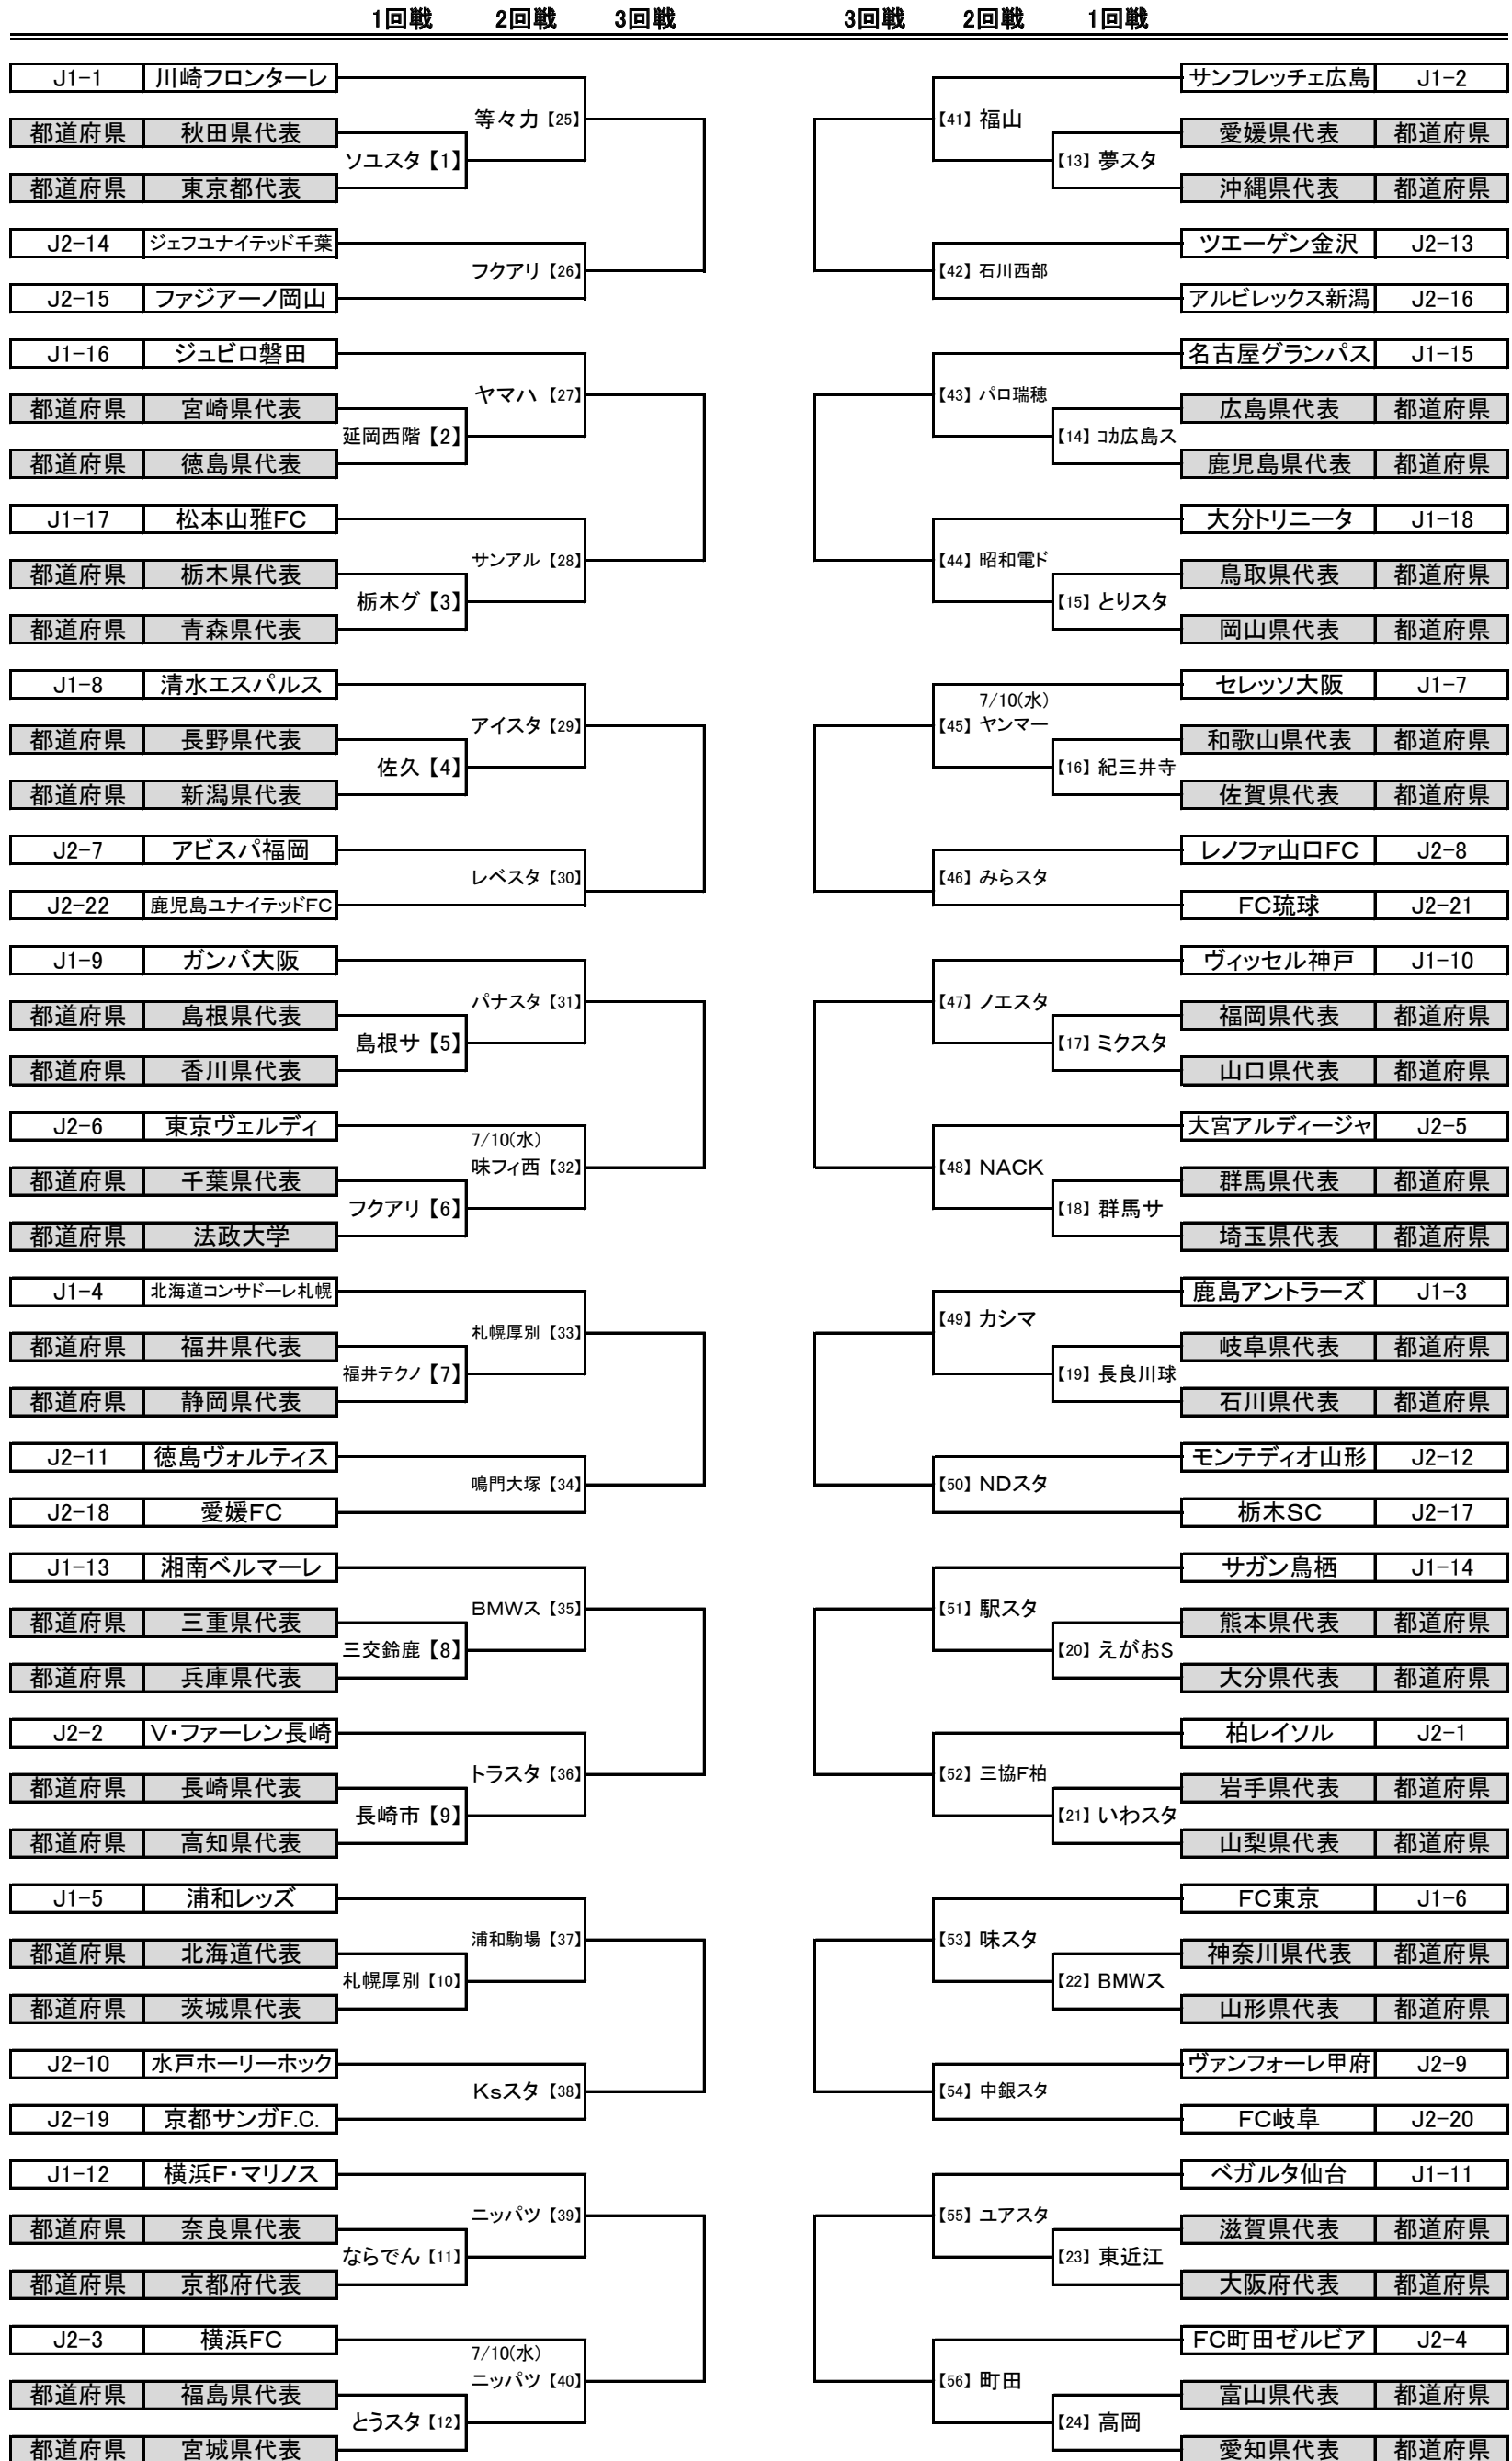 1回戦 2回戦 3回戦 3回戦 2回戦 1回戦
J1-1 川崎フロンターレ サンフレッチェ広島 J1-2
等々力【25】 【41】福山
都道府県 秋田県代表 愛媛県代表 都道府県
ソユスタ【1】 【13】夢スタ
都道府県 東京都代表 沖縄県代表 都道府県
J2-14 ジェフユナイテッド千葉 ツエーゲン金沢 J2-13
フクアリ【26】 【42】石川西部
J2-15 ファジアーノ岡山 アルビレックス新潟 J2-16
J1-16 ジュビロ磐田 名古屋グランパス J1-15
ヤマハ【27】 【43】パロ瑞穂
都道府県 宮崎県代表 広島県代表 都道府県
延岡西階【2】 【14】コカ広島ス
都道府県 徳島県代表 鹿児島県代表 都道府県
J1-17 松本山雅FC 大分トリニータ J1-18
サンアル【28】 【44】昭和電ド
都道府県 栃木県代表 鳥取県代表 都道府県
栃木グ【3】 【15】とりスタ
都道府県 青森県代表 岡山県代表 都道府県
J1-8 清水エスパルス セレッソ大阪 J1-7
7/10(水)
アイスタ【29】 【45】ヤンマー
都道府県 長野県代表 和歌山県代表 都道府県
佐久【4】 【16】紀三井寺
都道府県 新潟県代表 佐賀県代表 都道府県
J2-7 アビスパ福岡 レノファ山口FC J2-8
レベスタ【30】 【46】みらスタ
J2-22 鹿児島ユナイテッドFC FC琉球 J2-21
J1-9 ガンバ大阪 ヴィッセル神戸 J1-10
パナスタ【31】 【47】ノエスタ
都道府県 島根県代表 福岡県代表 都道府県
島根サ【5】 【17】ミクスタ
都道府県 香川県代表 山口県代表 都道府県
J2-6 東京ヴェルディ 大宮アルディージャ J2-5
7/10(水)
味フィ西【32】 【48】NACK
都道府県 千葉県代表 群馬県代表 都道府県
フクアリ【6】 【18】群馬サ
都道府県 法政大学 埼玉県代表 都道府県
J1-4 北海道コンサドーレ札幌 鹿島アントラーズ J1-3
札幌厚別【33】 【49】カシマ
都道府県 福井県代表 岐阜県代表 都道府県
福井テクノ【7】 【19】長良川球
都道府県 静岡県代表 石川県代表 都道府県
J2-11 徳島ヴォルティス モンテディオ山形 J2-12
鳴門大塚【34】 【50】NDスタ
J2-18 愛媛FC 栃木SC J2-17
J1-13 湘南ベルマーレ サガン鳥栖 J1-14
BMWス【35】 【51】駅スタ
都道府県 三重県代表 熊本県代表 都道府県
三交鈴鹿【8】 【20】えがおS
都道府県 兵庫県代表 大分県代表 都道府県
J2-2 V・ファーレン長崎 柏レイソル J2-1
トラスタ【36】 【52】三協F柏
都道府県 長崎県代表 岩手県代表 都道府県
長崎市【9】 【21】いわスタ
都道府県 高知県代表 山梨県代表 都道府県
J1-5 浦和レッズ FC東京 J1-6
浦和駒場【37】 【53】味スタ
都道府県 北海道代表 神奈川県代表 都道府県
札幌厚別【10】 【22】BMWス
都道府県 茨城県代表 山形県代表 都道府県
J2-10 水戸ホーリーホック ヴァンフォーレ甲府 J2-9
Ksスタ【38】 【54】中銀スタ
J2-19 京都サンガF.C. FC岐阜 J2-20
J1-12 横浜F・マリノス ベガルタ仙台 J1-11
ニッパツ【39】 【55】ユアスタ
都道府県 奈良県代表 滋賀県代表 都道府県
ならでん【11】 【23】東近江
都道府県 京都府代表 大阪府代表 都道府県
J2-3 横浜FC FC町田ゼルビア J2-4
7/10(水)
ニッパツ【40】 【56】町田
都道府県 福島県代表 富山県代表 都道府県
とうスタ【12】 【24】高岡
都道府県 宮城県代表 愛知県代表 都道府県